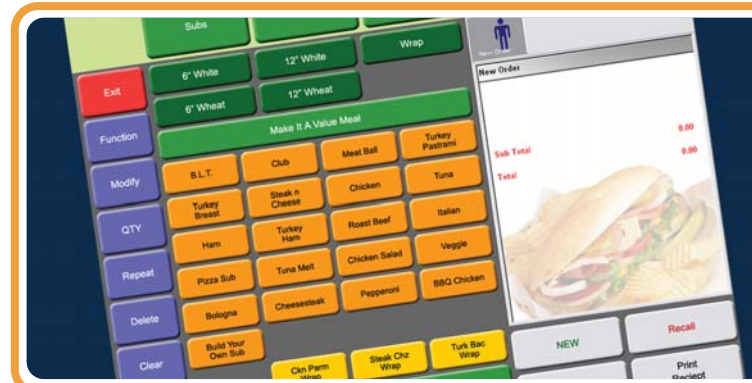 Subs
Exit
6" White
12" White
Wrap
6" Wheat
12" Wheat
Function
Make It A Value Meal
Modify
B.L.T.
Club
Meat Ball
Turkey
Pastrami
QTY
Turkey
Breast
Steak n
Cheese
Chicken
Tuna
Ham
Turkey
Ham
Roast Beef
Italian
Repeat
Pizza Sub
Tuna Melt
Chicken Salad
Veggie
Delete
Bologna
Cheesesteak
Pepperoni
BBQ Chicken
Clear
Build Your
Own Sub
Ckn Parm
Wrap
Steak Chz
Wrap
Turk Bac
Wrap
New Order
New Order
Sub Total
0.00
Total
0.00
NEW
Recall
Print
Reciept